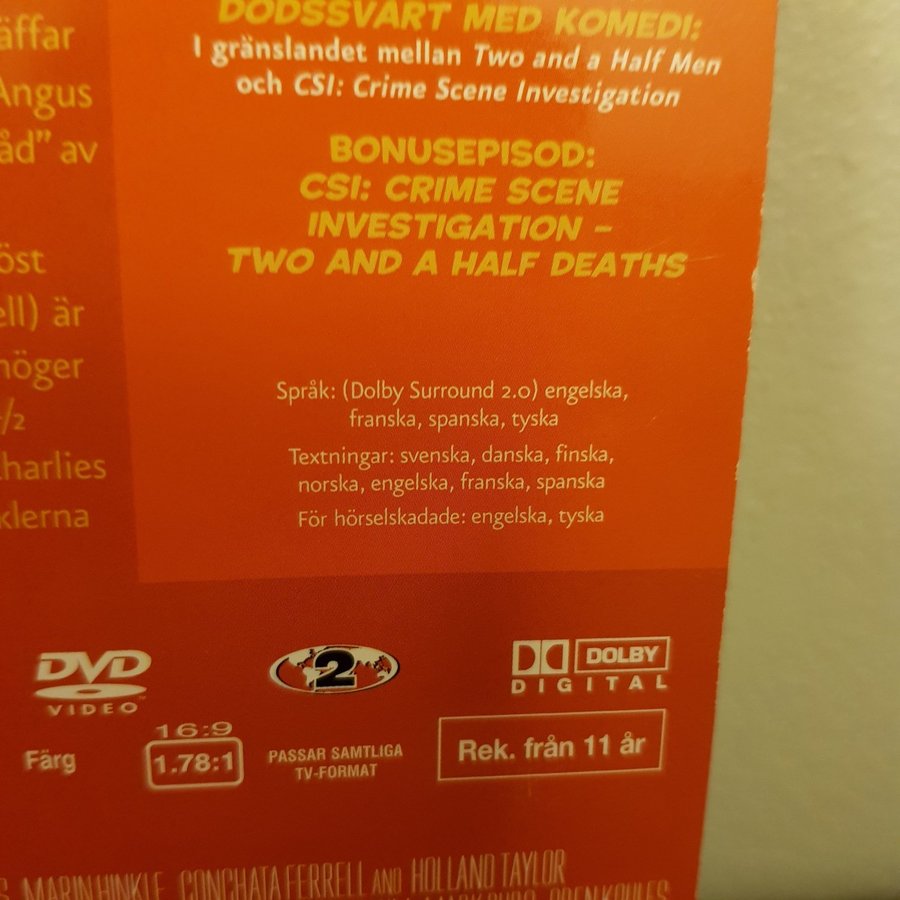 äffar
Angus
åd" av
öst
ell) är
höger
1/2
Charlies
klerna
DÖDSSVART MED KOMEDI:
I gränslandet mellan Two and a Half Men
och CSI: Crime Scene Investigation
BONUSEPISOD:
CSI: CRIME SCENE
INVESTIGATION –
TWO AND A HALF DEATHS
Språk: (Dolby Surround 2.0) engelska,
franska, spanska, tyska
Textningar: svenska, danska, finska,
norska, engelska, franska, spanska
För hörselskadade: engelska, tyska
DVD
VIDEO™
2
DOLBY
DIGITAL
Färg
16:9
1.78:1
PASSAR SAMTLIGA
TV-FORMAT
Rek. från 11 år
MARIN HINKLE CONCHATA FERRELL AND HOLLAND TAYLOR